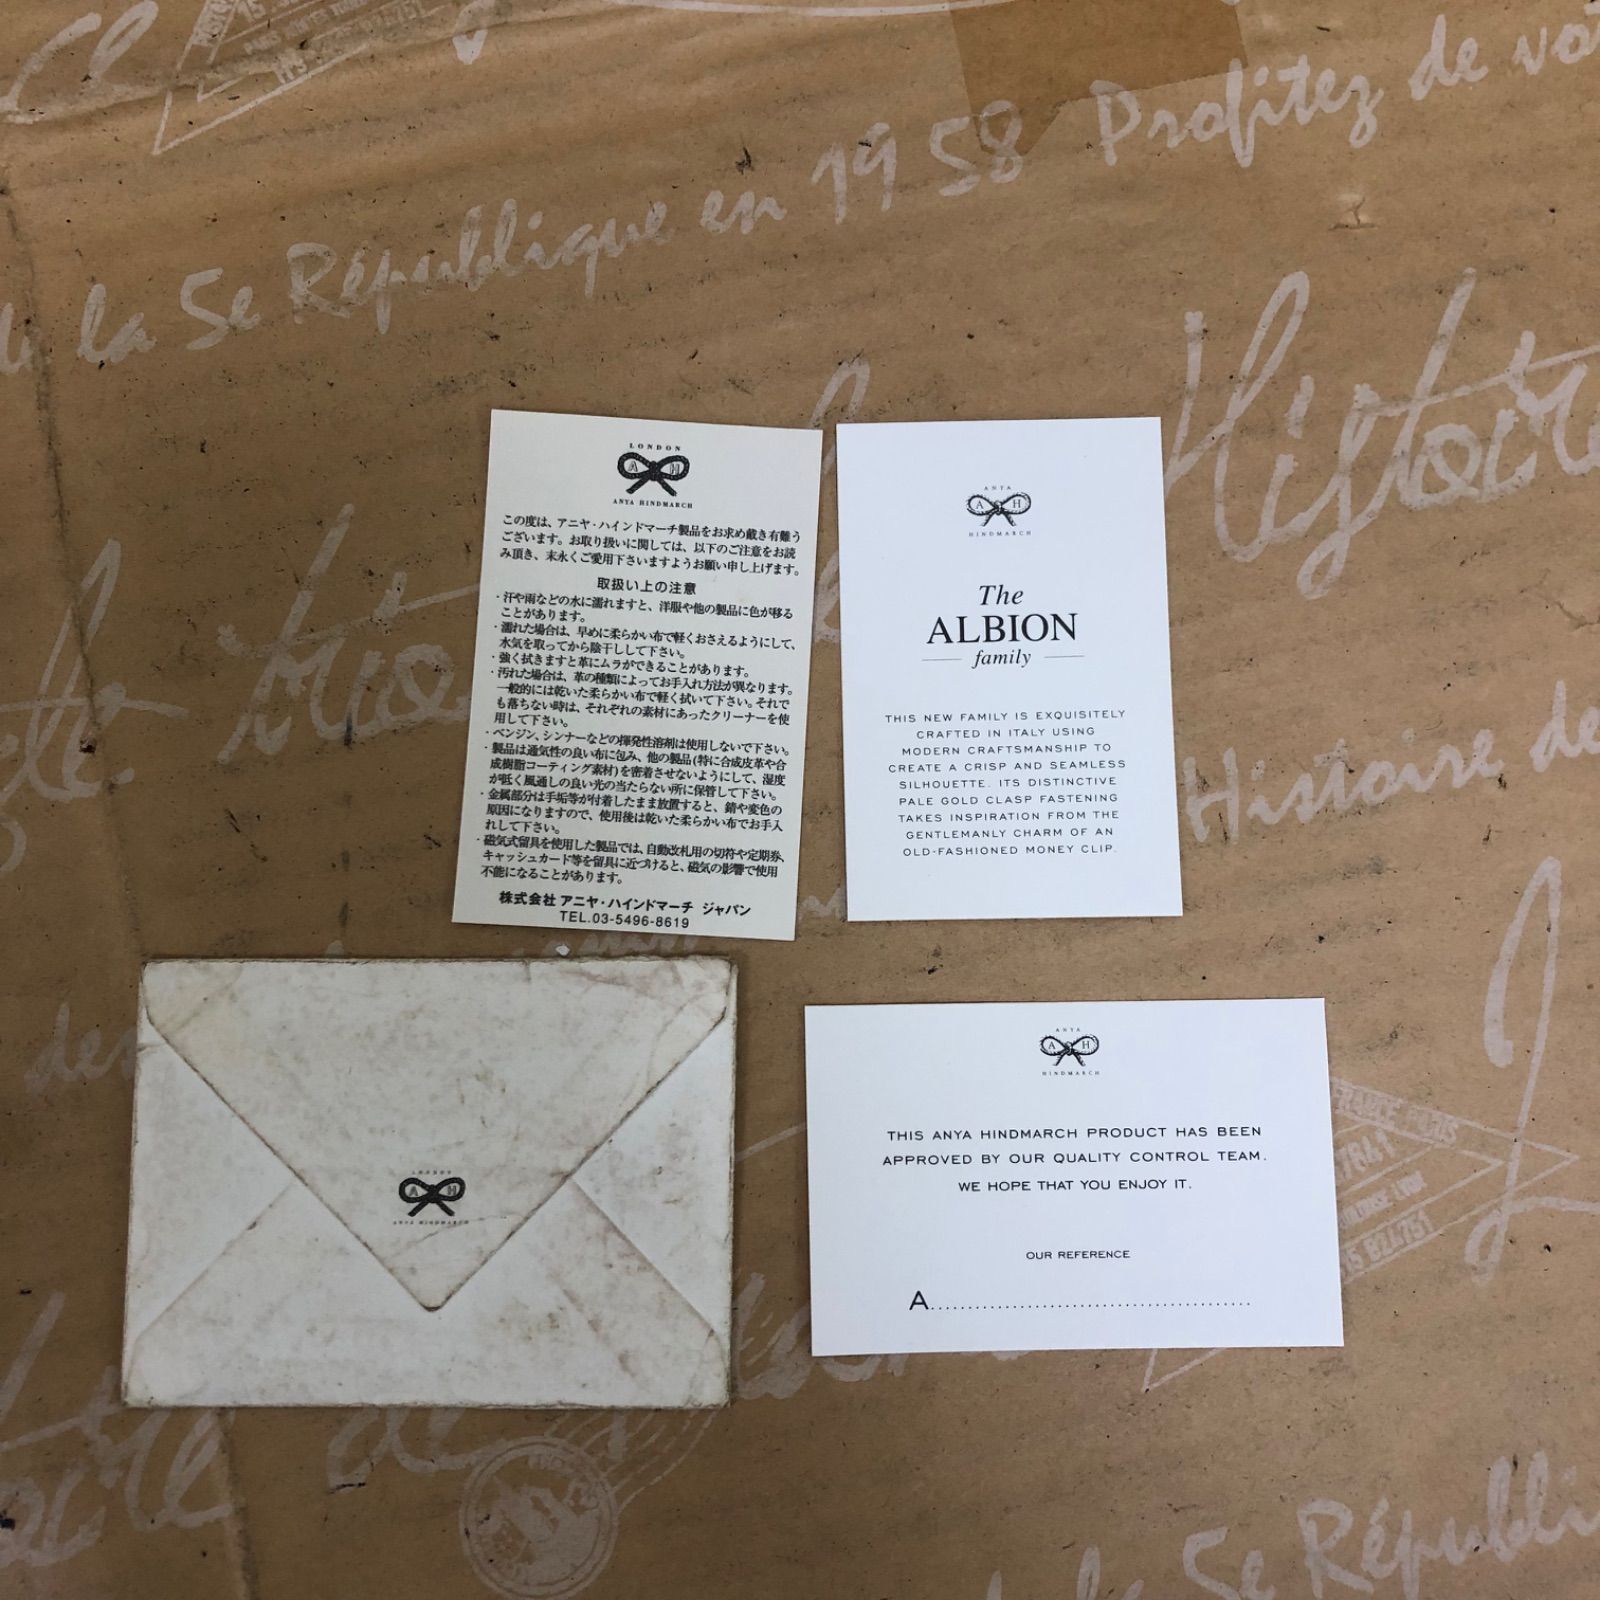 de la 5e République en 1958 Profitez de vot
Histoire
Histoire de
LONDON
A H
ANYA HINDMARCH
この度は、アニヤ・ハインドマーチ製品をお求め戴き有難う
ございます。お取り扱いに関しては、以下のご注意をお読
み頂き、末永くご愛用下さいますようお願い申し上げます。
取扱い上の注意
・汗や雨などの水に濡れますと、洋服や他の製品に色が移る
ことがあります。
・濡れた場合は、早めに柔らかい布で軽くおさえるようにして、
水気を取ってから陰干しして下さい。
・強く拭きますと革にムラができることがあります。
・汚れた場合は、革の種類によってお手入れ方法が異なります。
一般的には乾いた柔らかい布で軽く拭いて下さい。それで
も落ちない時は、それぞれの素材にあったクリーナーを使
用して下さい。
・ベンジン、シンナーなどの揮発性溶剤は使用しないで下さい。
・製品は通気性の良い布に包み、他の製品(特に合成皮革や合
成樹脂コーティング素材)を密着させないようにして、湿度
が低く風通しの良い光の当たらない所に保管して下さい。
・金属部分は手垢等が付着したまま放置すると、錆や変色の
原因になりますので、使用後は乾いた柔らかい布でお手入
れして下さい。
・磁気式留具を使用した製品では、自動改札用の切符や定期券、
キャッシュカード等を留具に近づけると、磁気の影響で使用
不能になることがあります。
株式会社 アニヤ・ハインドマーチ ジャパン
TEL.03-5496-8619
ANYA
A H
HINDMARCH
The
ALBION
family
THIS NEW FAMILY IS EXQUISITELY
CRAFTED IN ITALY USING
MODERN CRAFTSMANSHIP TO
CREATE A CRISP AND SEAMLESS
SILHOUETTE. ITS DISTINCTIVE
PALE GOLD CLASP FASTENING
TAKES INSPIRATION FROM THE
GENTLEMANLY CHARM OF AN
OLD-FASHIONED MONEY CLIP.
LONDON
A H
ANYA HINDMARCH
ANYA
A H
HINDMARCH
THIS ANYA HINDMARCH PRODUCT HAS BEEN
APPROVED BY OUR QUALITY CONTROL TEAM.
WE HOPE THAT YOU ENJOY IT.
OUR REFERENCE
A...........................................
FRANCE PARIS
5e Républi